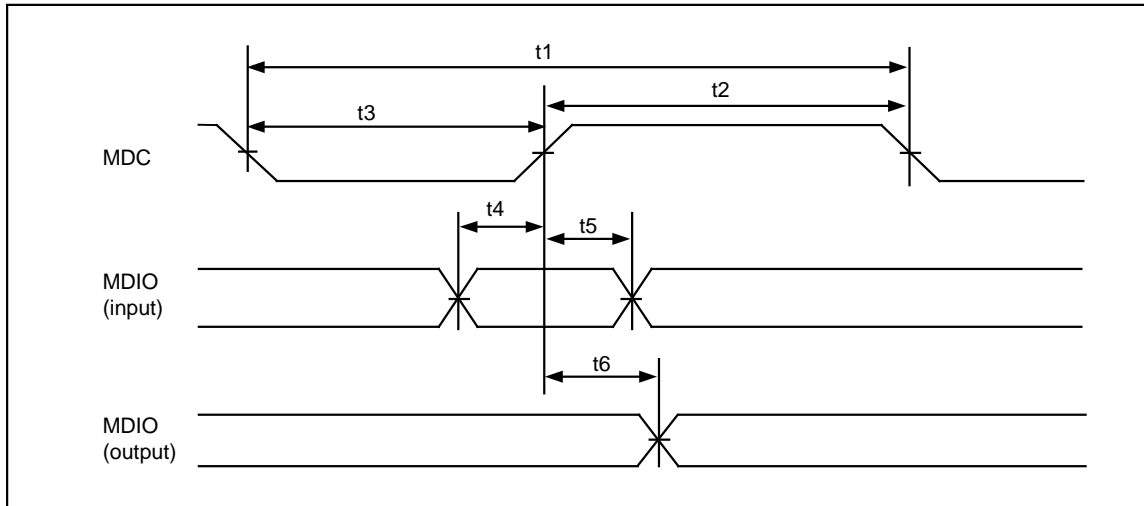 t1
t2
t3
MDC
t4
t5
MDIO
(input)
t6
MDIO
(output)